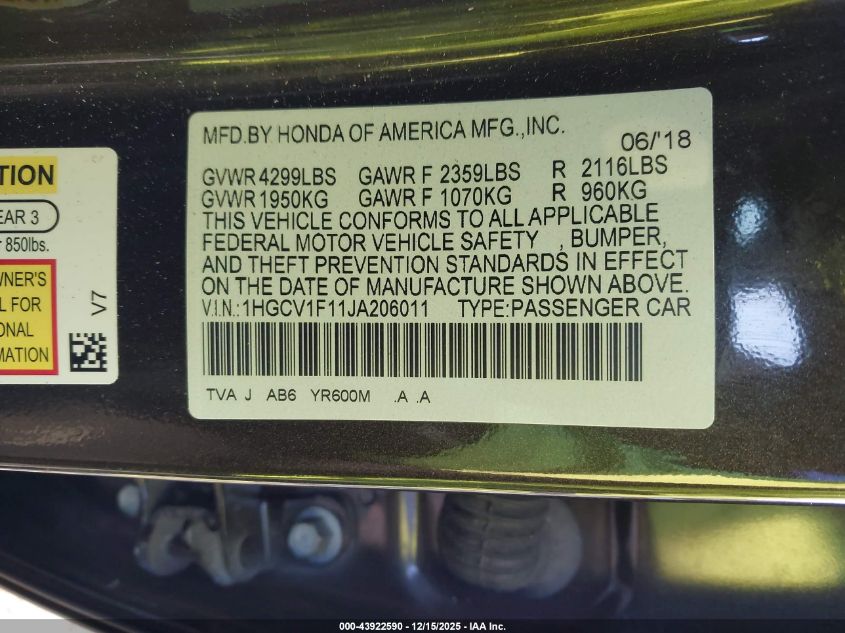 MFD.BY HONDA OF AMERICA MFG.,INC.
06/'18
GVWR 4299LBS GAWR F 2359LBS R 2116LBS
GVWR 1950KG GAWR F 1070KG R 960KG
THIS VEHICLE CONFORMS TO ALL APPLICABLE
FEDERAL MOTOR VEHICLE SAFETY , BUMPER,
AND THEFT PREVENTION STANDARDS IN EFFECT
ON THE DATE OF MANUFACTURE SHOWN ABOVE.
V.I.N.:1HGCV1F11JA206011 TYPE:PASSENGER CAR
TVA J AB6 YR600M .A .A
TION
EAR 3
850lbs.
WNER'S
L FOR
ONAL
MATION
V7
000-43922590 - 12/15/2025 - IAA Inc.